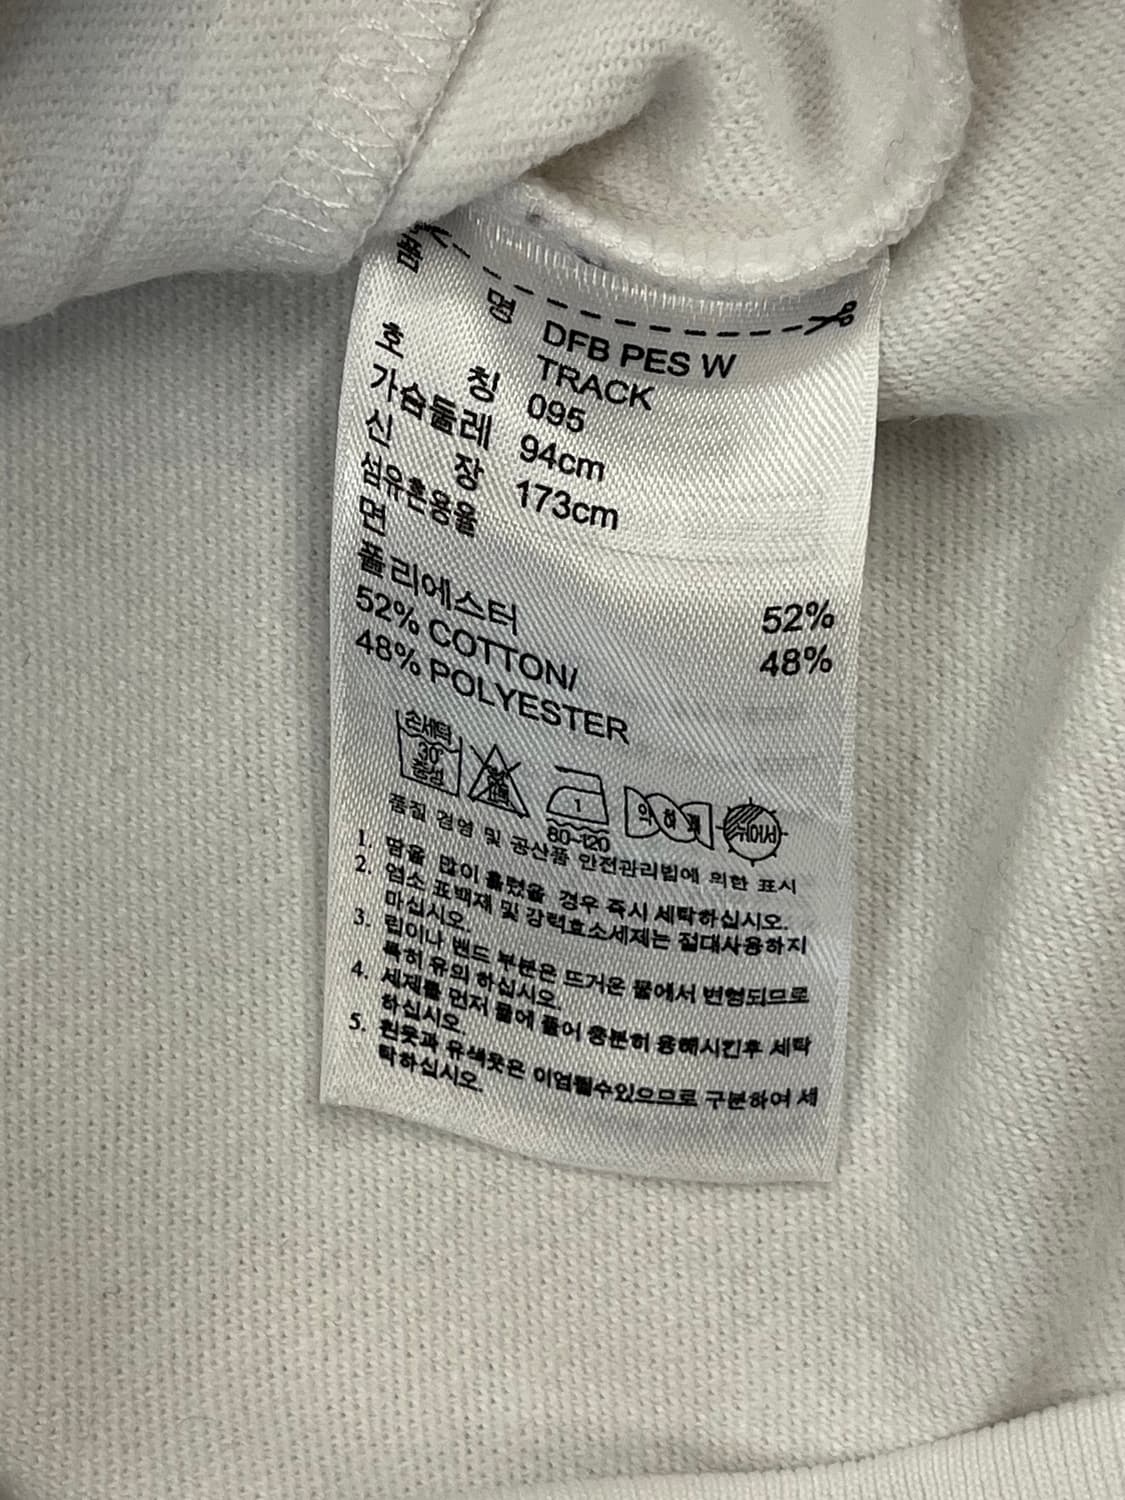 품 명 DFB PES W
TRACK
호 칭 095
가슴둘레 94cm
신 장 173cm
섬유혼용율
면 52%
폴리에스터 48%
52% COTTON/
48% POLYESTER
손세탁
30°
중성
1
80~120
약하게
뉘어서
품질 경영 및 공산품 안전관리법에 의한 표시
1. 땀을 많이 흘렸을 경우 즉시 세탁하십시오.
2. 염소 표백제 및 강력효소세제는 절대사용하지
마십시오.
3. 립이나 밴드 부분은 뜨거운 물에서 변형되므로
특히 유의 하십시오.
4. 세제를 먼저 물에 풀어 충분히 용해시킨후 세탁
하십시오.
5. 흰옷과 유색옷은 이염될수있으므로 구분하여 세
탁하십시오.